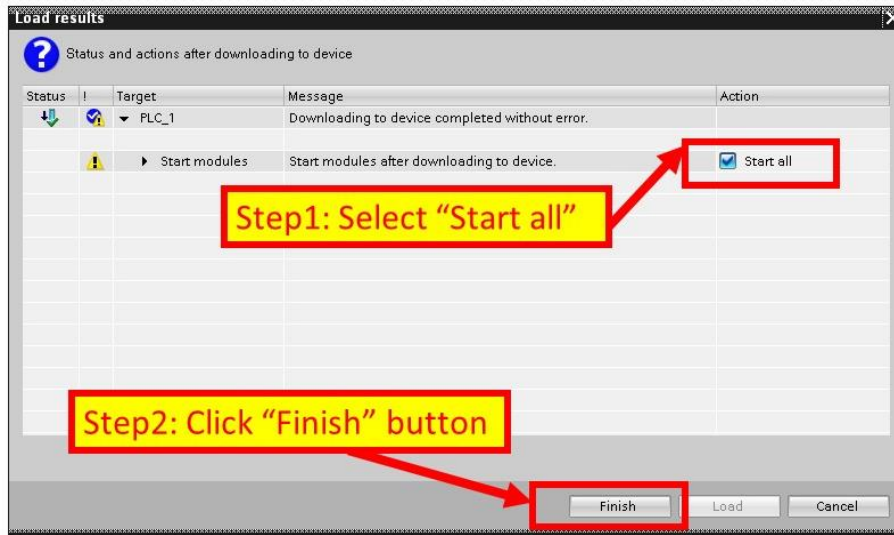 Load results
Status and actions after downloading to device
Status ! Target Message Action
PLC_1 Downloading to device completed without error.
Start modules Start modules after downloading to device. Start all
Step1: Select “Start all”
Step2: Click “Finish” button
Finish Load Cancel